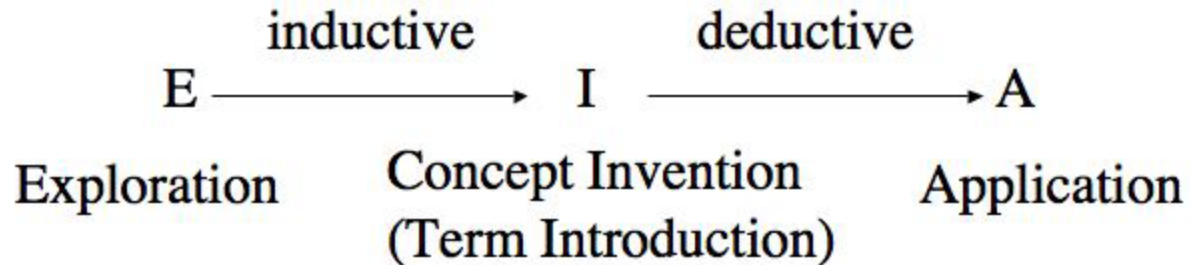 inductive deductive
E I A
Exploration Concept Invention Application
(Term Introduction)